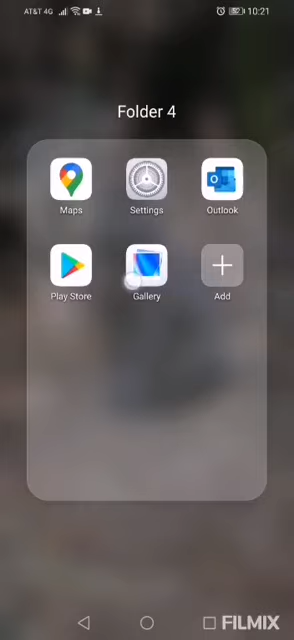 AT&T 4G 10:21
Folder 4
Maps Settings Outlook
Play Store Gallery Add
FILMIX